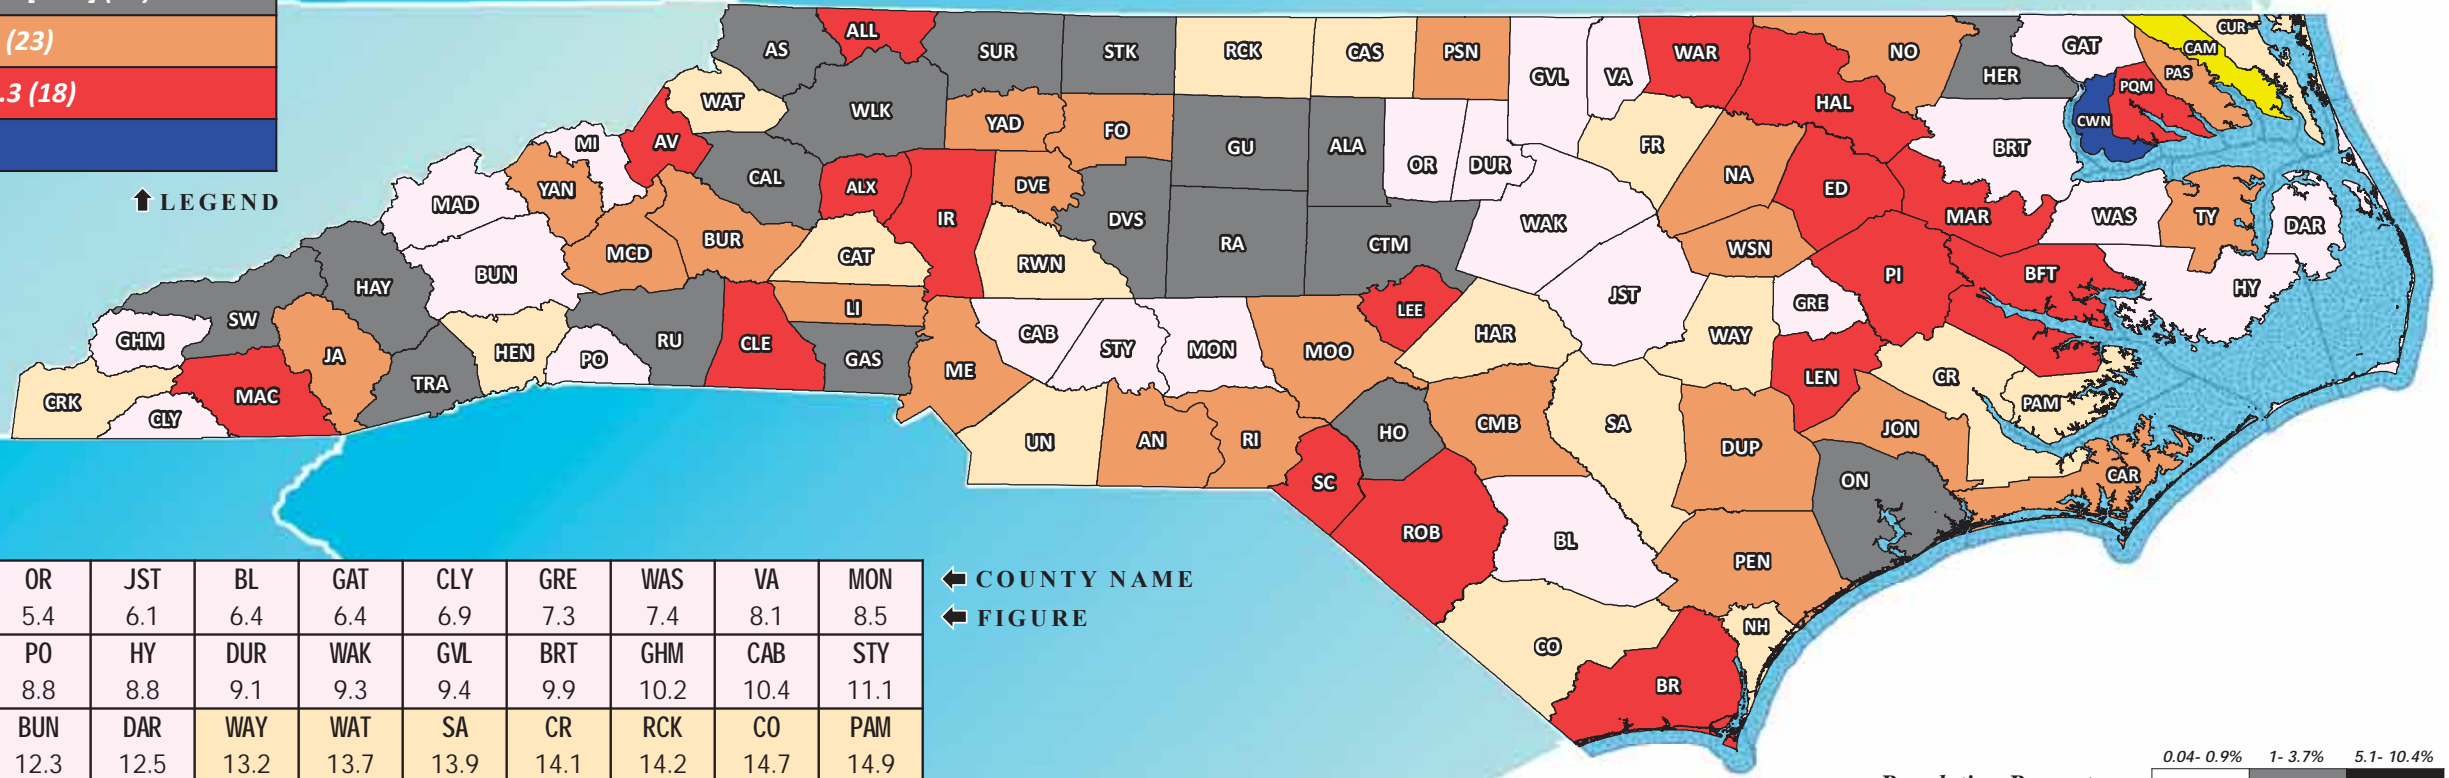 (23)
.3 (18)
LEGEND
AS ALL SUR STK RCK CAS PSN GVL VA WAR NO HER GAT CAM CUR
WAT WLK YAD FO GU ALA OR DUR FR HAL BRT CWN PQM PAS
MI AV CAL ALX IR DVE DVS RA CTM WAK NA ED MAR WAS TY DAR
MAD YAN MCD BUR CAT RWN WSN PI BFT HY
HAY BUN SW LI LEE JST GRE
GHM JA TRA HEN PO RU CLE GAS ME CAB STY MON MOO HAR WAY LEN CR PAM
CRK CLY MAC UN AN RI HO CMB SA DUP JON CAR
SC ROB BL ON PEN
CO NH BR
OR JST BL GAT CLY GRE WAS VA MON
5.4 6.1 6.4 6.4 6.9 7.3 7.4 8.1 8.5
PO HY DUR WAK GVL BRT GHM CAB STY
8.8 8.8 9.1 9.3 9.4 9.9 10.2 10.4 11.1
BUN DAR WAY WAT SA CR RCK CO PAM
12.3 12.5 13.2 13.7 13.9 14.1 14.2 14.7 14.9
COUNTY NAME
FIGURE
0.04- 0.9% 1- 3.7% 5.1- 10.4%